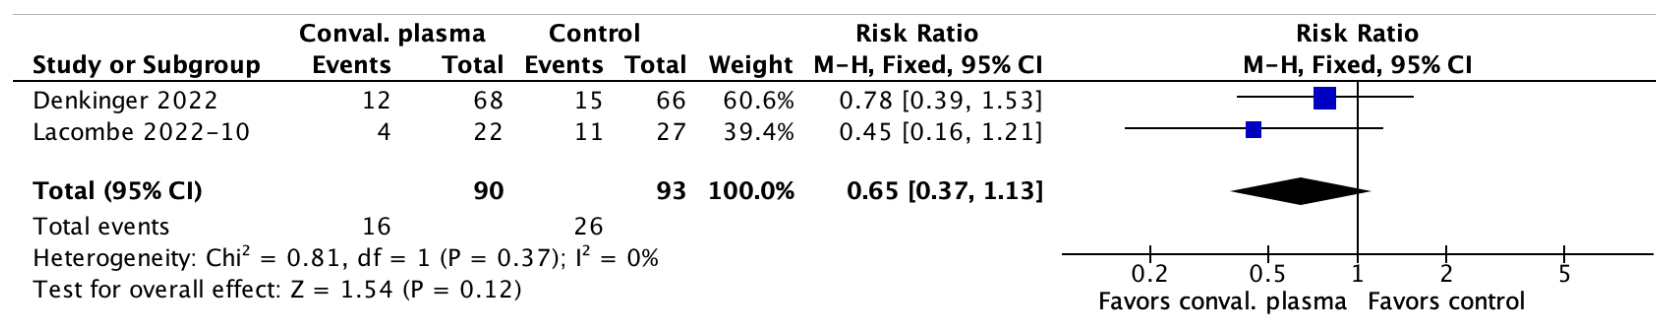 Conval. plasma Control Risk Ratio Risk Ratio
Study or Subgroup Events Total Events Total Weight M-H, Fixed, 95% CI M-H, Fixed, 95% CI
Denkinger 2022 12 68 15 66 60.6% 0.78 [0.39, 1.53]
Lacombe 2022-10 4 22 11 27 39.4% 0.45 [0.16, 1.21]
Total (95% CI) 90 93 100.0% 0.65 [0.37, 1.13]
Total events 16 26
Heterogeneity: Chi² = 0.81, df = 1 (P = 0.37); I² = 0%
Test for overall effect: Z = 1.54 (P = 0.12)
0.2 0.5 1 2 5
Favors conval. plasma Favors control